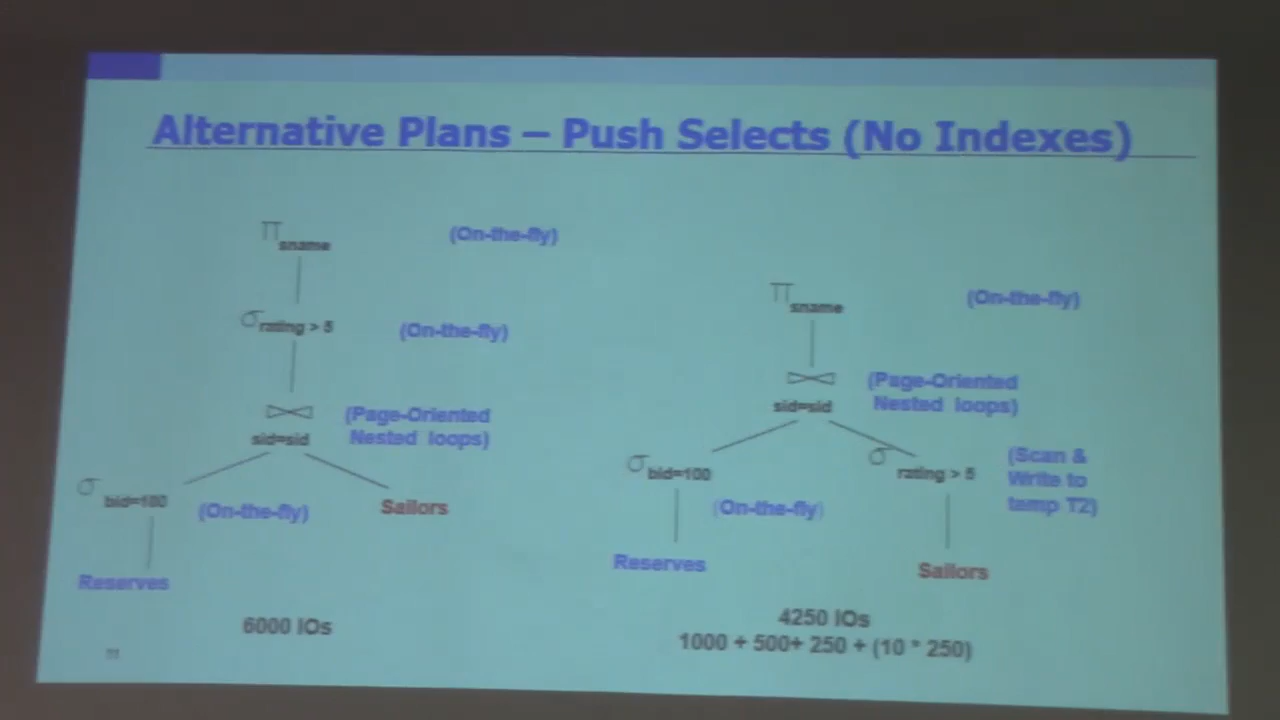 Alternative Plans – Push Selects (No Indexes)
π sname
(On-the-fly)
σ rating > 5
(On-the-fly)
⋈
sid=sid
(Page-Oriented
Nested loops)
σ bid=100
(On-the-fly)
Sailors
Reserves
6000 IOs
π sname
(On-the-fly)
⋈
sid=sid
(Page-Oriented
Nested loops)
σ bid=100
(On-the-fly)
σ rating > 5
(Scan &
Write to
temp T2)
Reserves
Sailors
4250 IOs
1000 + 500+ 250 + (10 * 250)